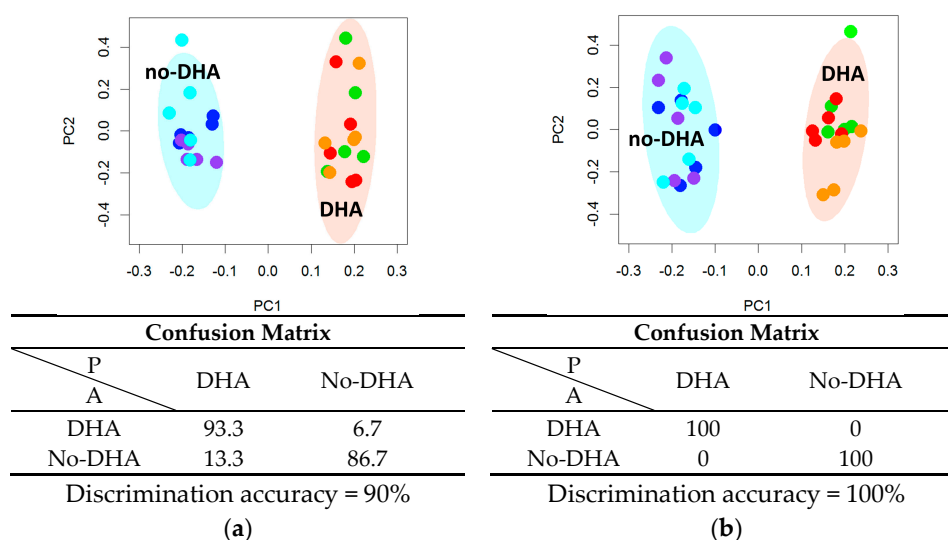 PC2
0.4
0.2
0.0
-0.2
-0.4
no-DHA
DHA
-0.3 -0.2 -0.1 0.0 0.1 0.2 0.3
PC1
Confusion Matrix
P
A
DHA No-DHA
DHA 93.3 6.7
No-DHA 13.3 86.7
Discrimination accuracy = 90%
(a)
PC2
0.4
0.2
0.0
-0.2
-0.4
DHA
no-DHA
-0.3 -0.2 -0.1 0.0 0.1 0.2 0.3
PC1
Confusion Matrix
P
A
DHA No-DHA
DHA 100 0
No-DHA 0 100
Discrimination accuracy = 100%
(b)